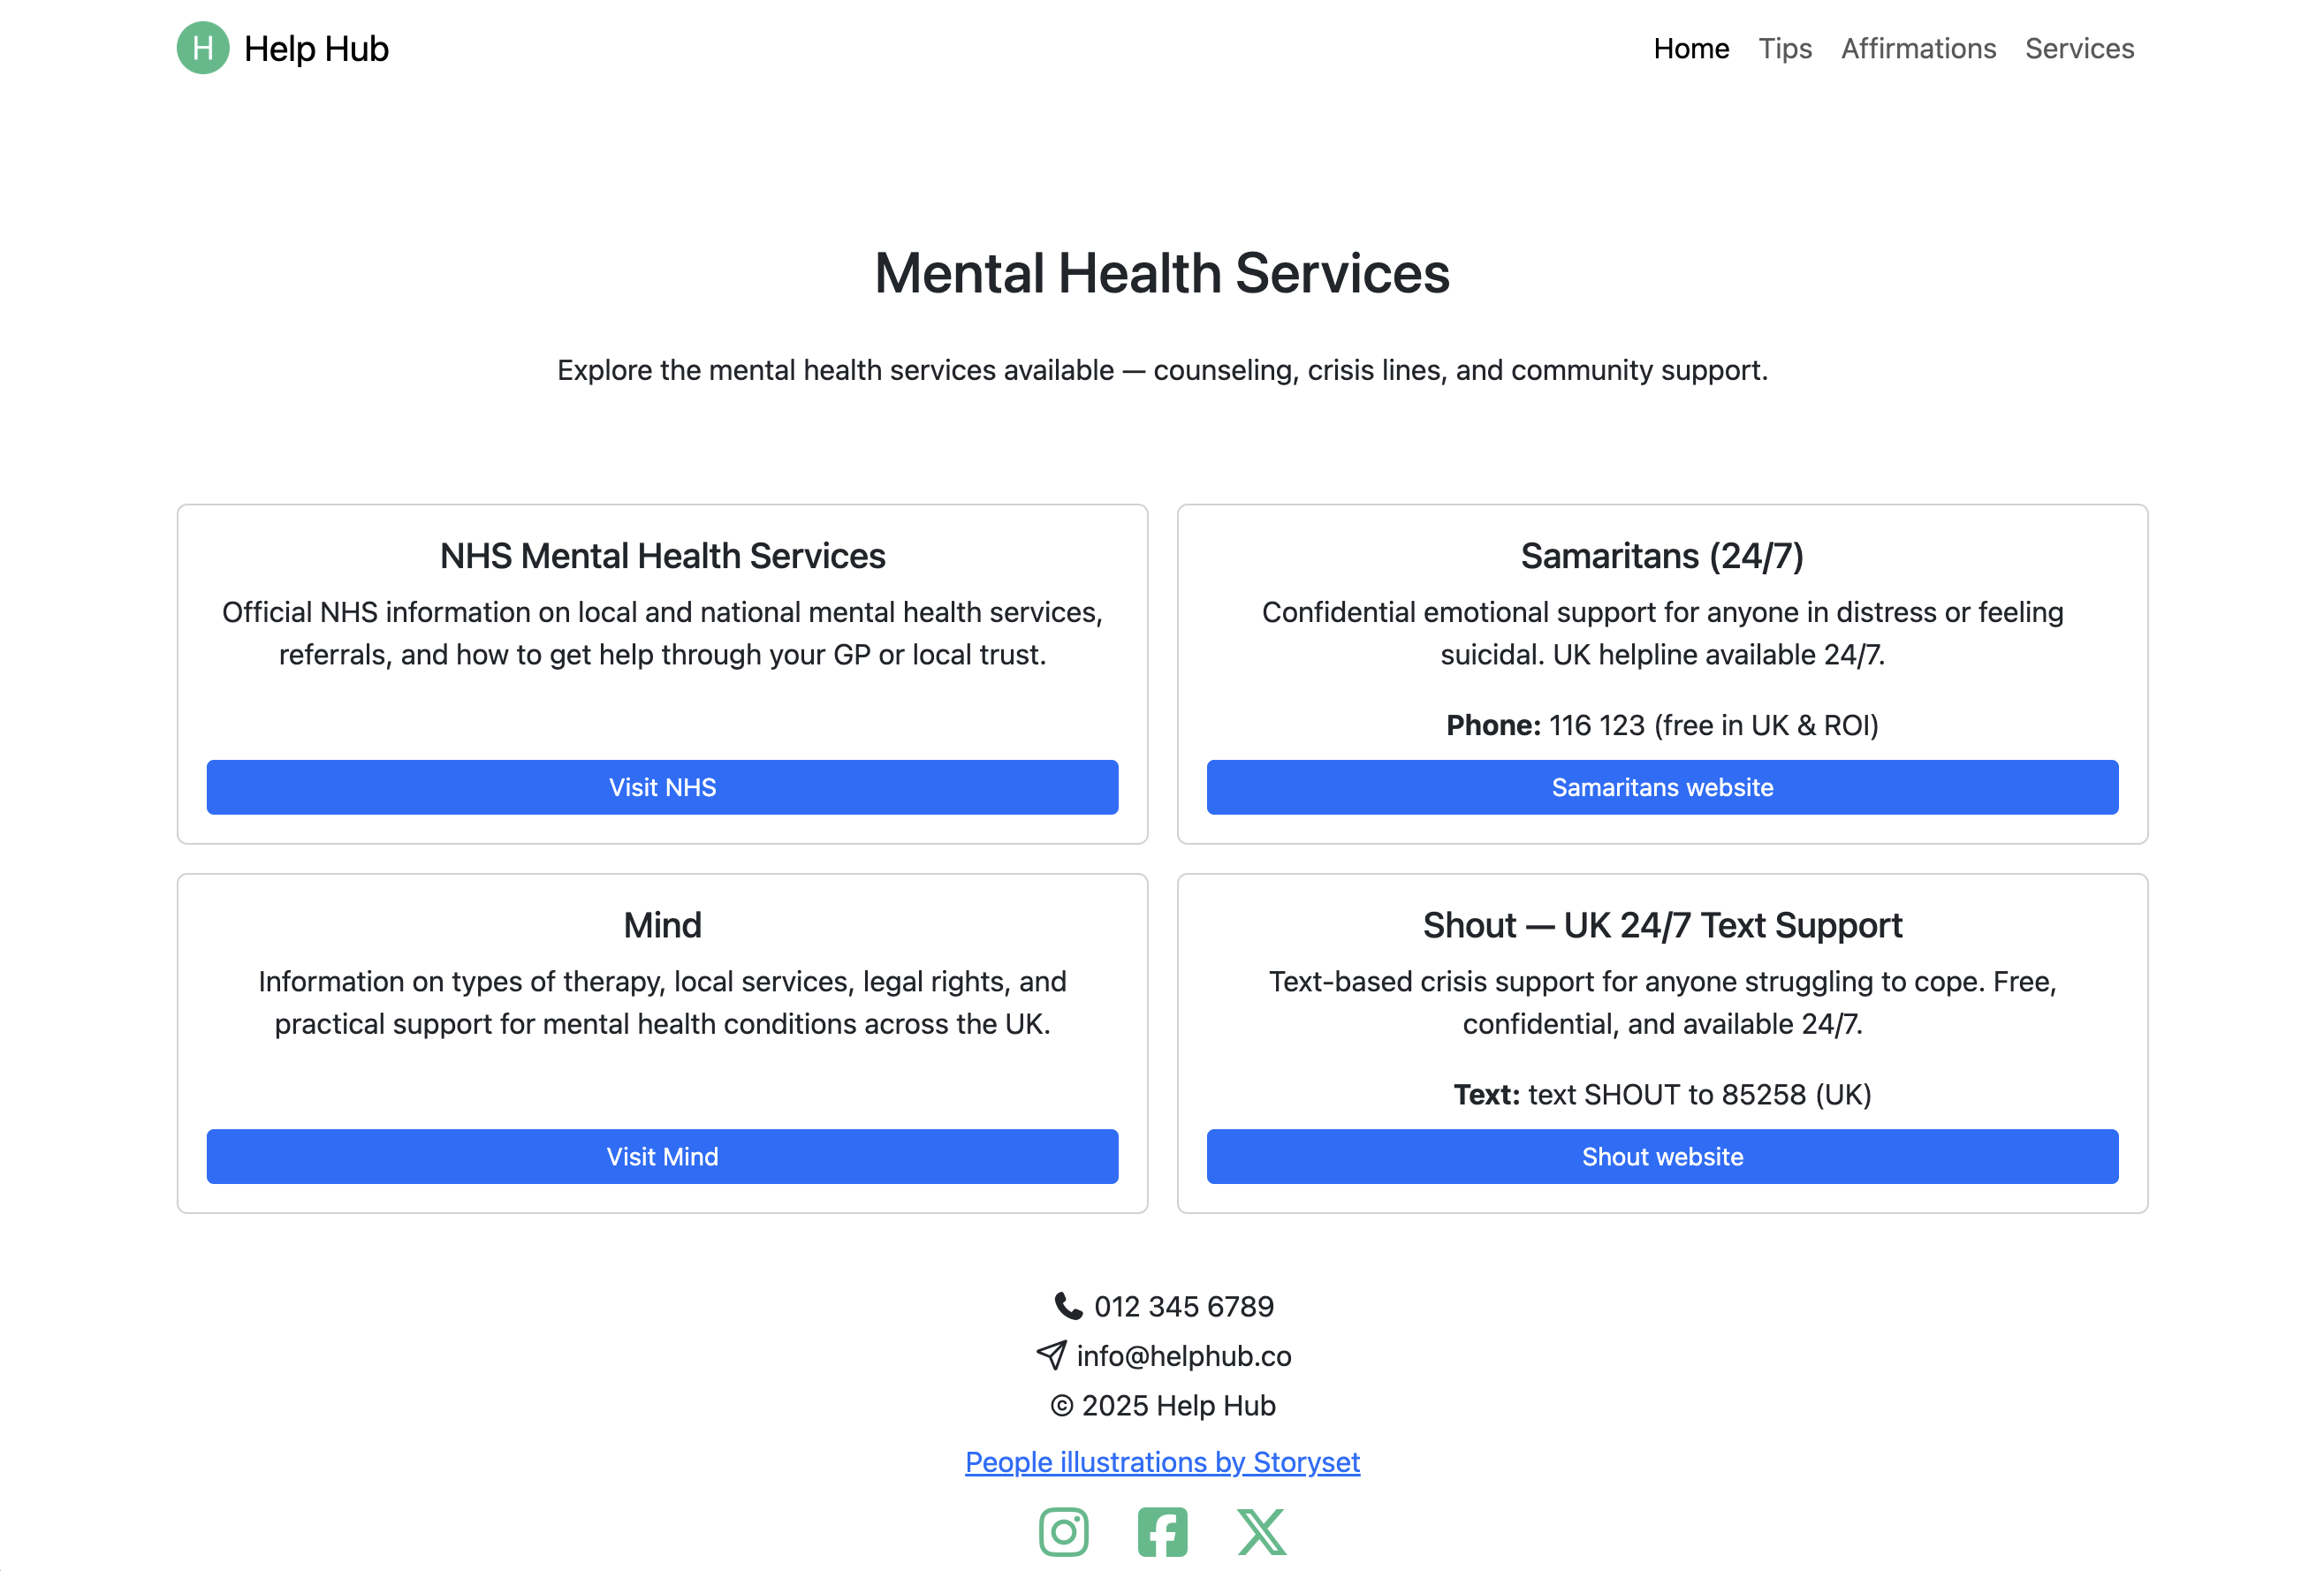 H Help Hub
Home Tips Affirmations Services
Mental Health Services
Explore the mental health services available — counseling, crisis lines, and community support.
NHS Mental Health Services
Official NHS information on local and national mental health services,
referrals, and how to get help through your GP or local trust.
Visit NHS
Samaritans (24/7)
Confidential emotional support for anyone in distress or feeling
suicidal. UK helpline available 24/7.
Phone: 116 123 (free in UK & ROI)
Samaritans website
Mind
Information on types of therapy, local services, legal rights, and
practical support for mental health conditions across the UK.
Visit Mind
Shout — UK 24/7 Text Support
Text-based crisis support for anyone struggling to cope. Free,
confidential, and available 24/7.
Text: text SHOUT to 85258 (UK)
Shout website
012 345 6789
info@helphub.co
© 2025 Help Hub
People illustrations by Storyset